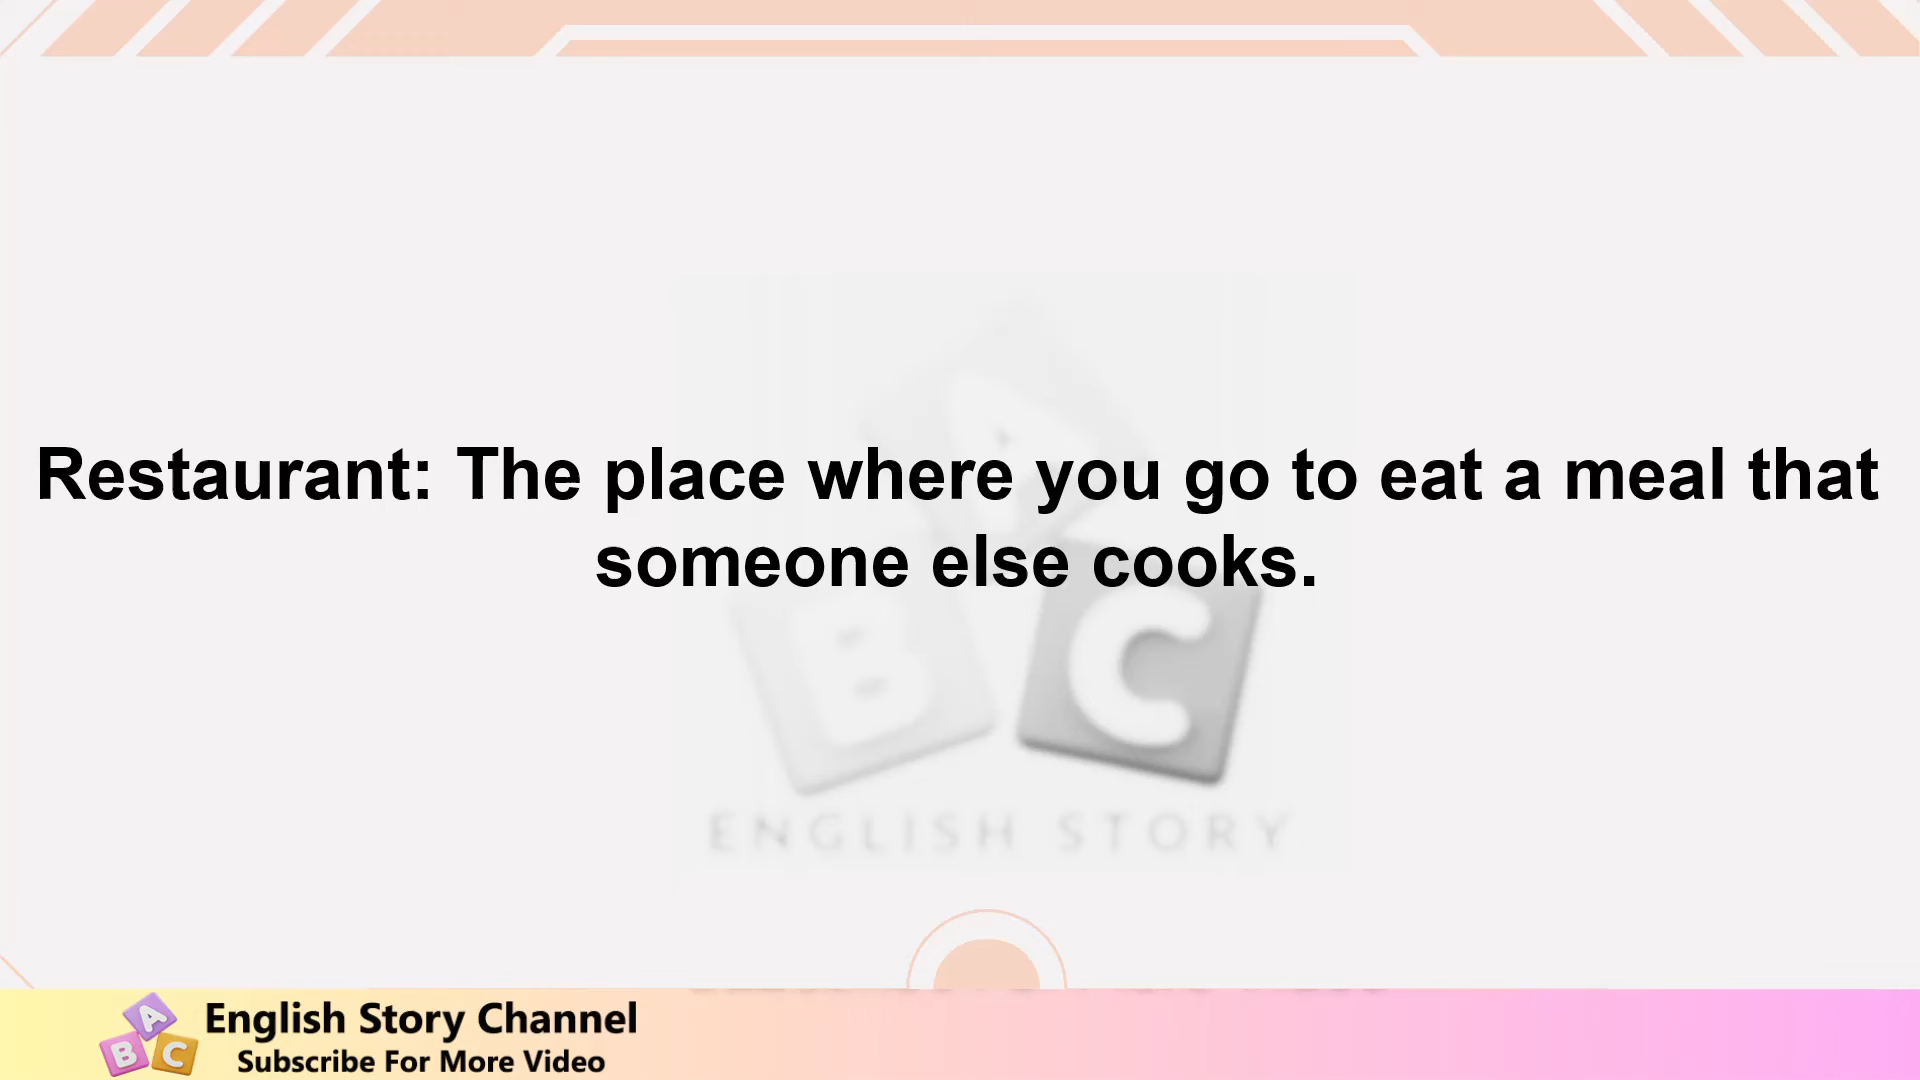 Restaurant: The place where you go to eat a meal that
someone else cooks.
A
B
C
ENGLISH STORY
A
B
C
English Story Channel
Subscribe For More Video